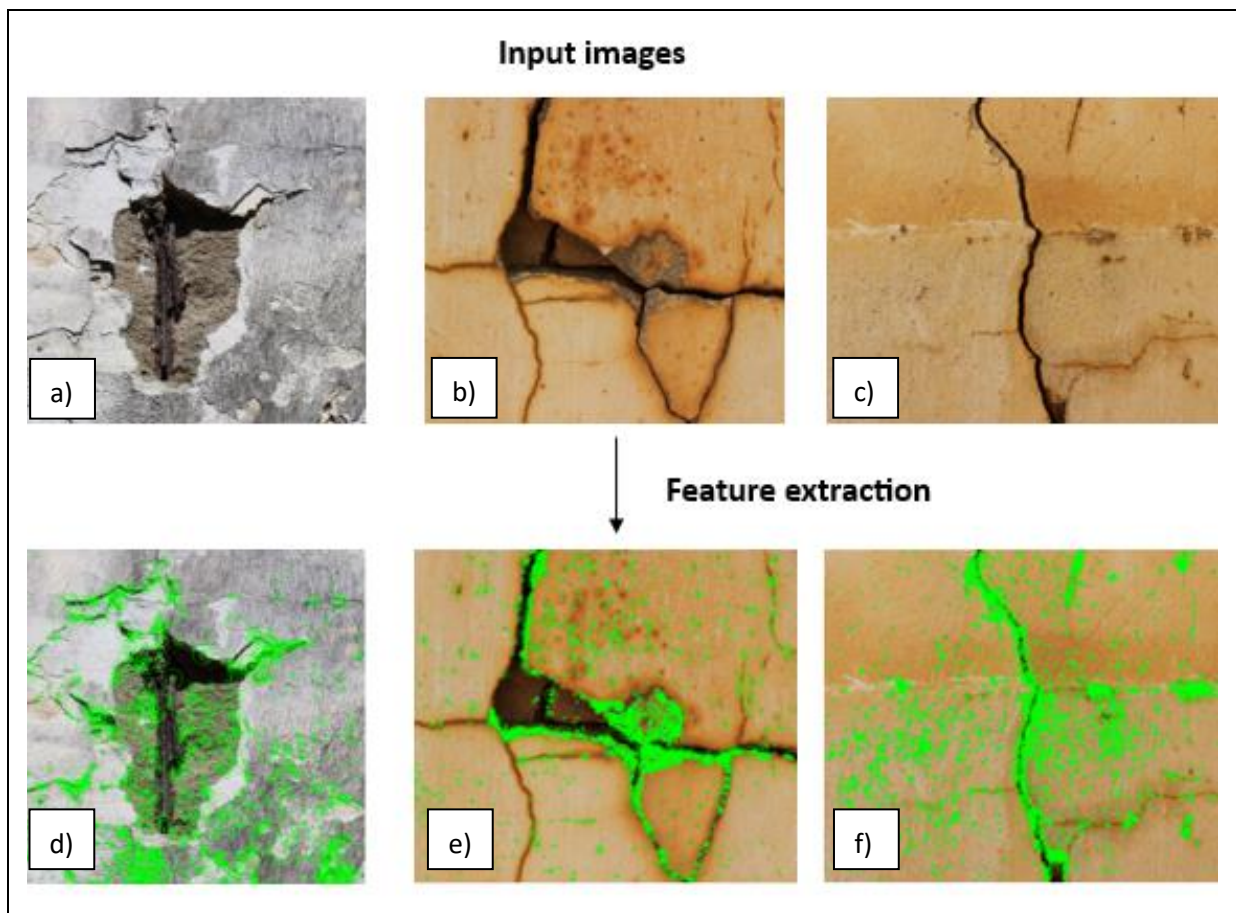 Input images
a)
b)
c)
Feature extraction
d)
e)
f)